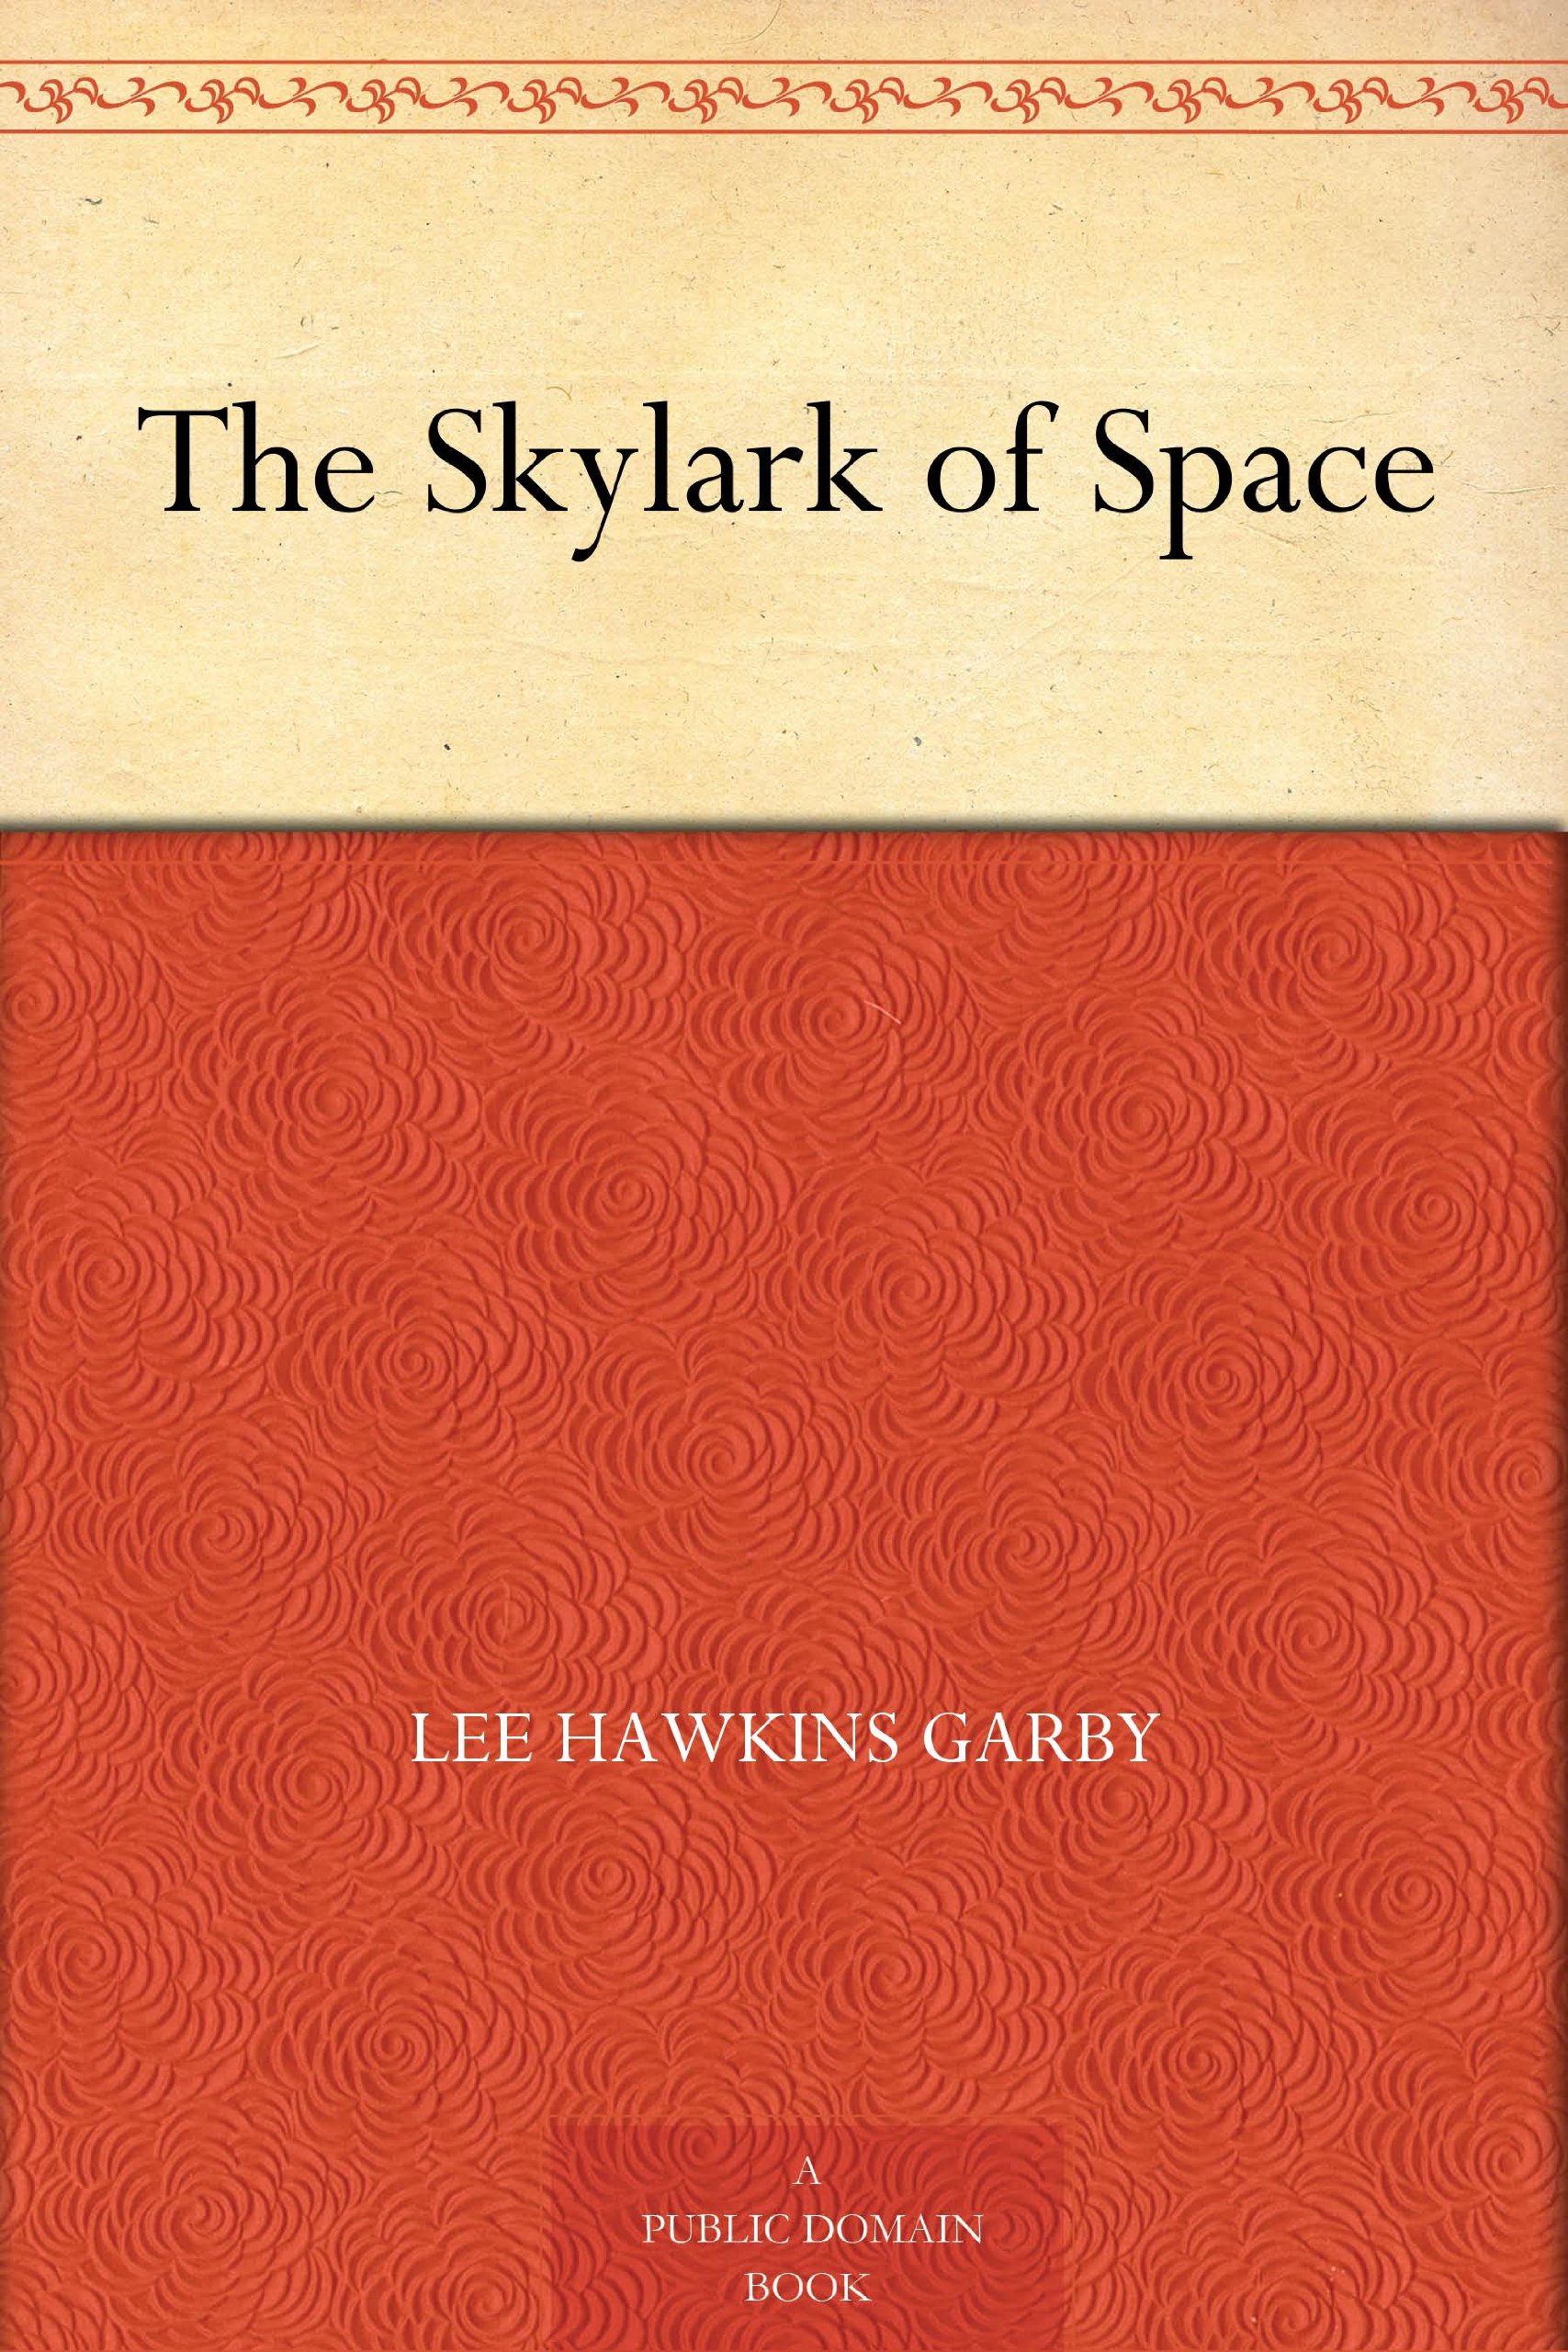 The Skylark of Space
LEE HAWKINS GARBY
A
PUBLIC DOMAIN
BOOK